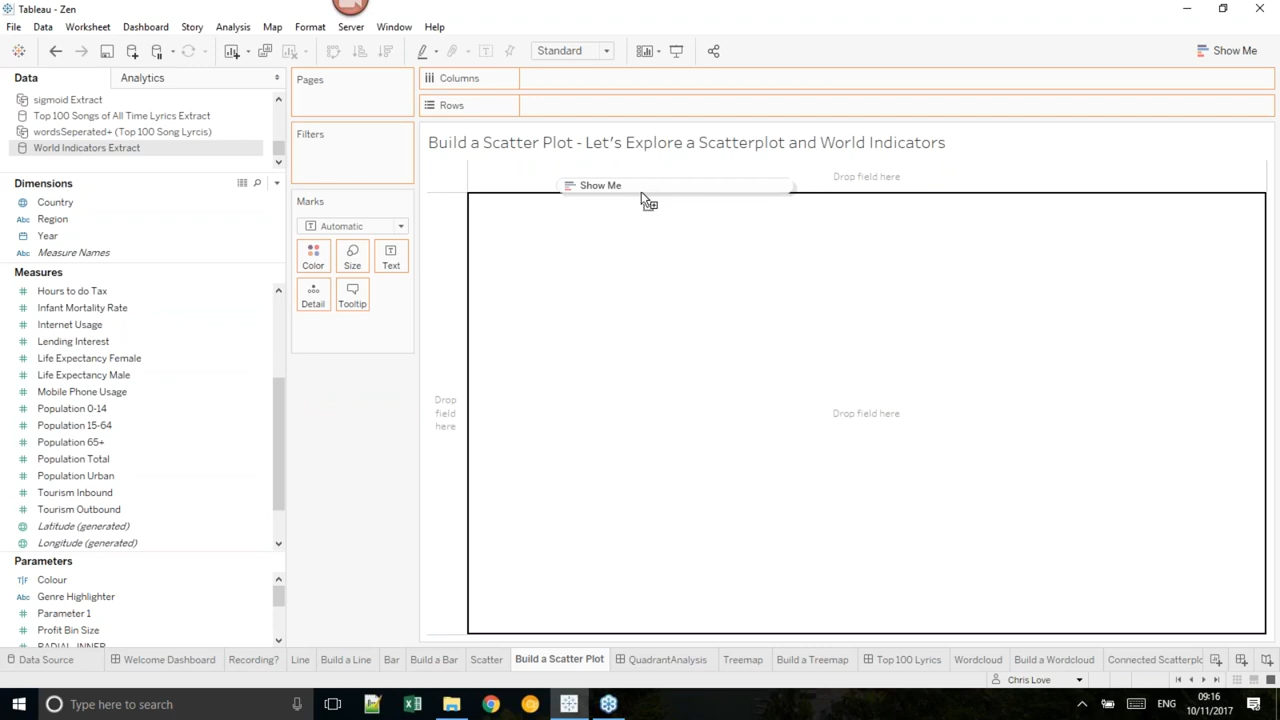 Tableau - Zen
File Data Worksheet Dashboard Story Analysis Map Format Server Window Help
Standard
Show Me
Data
Analytics
sigmoid Extract
Top 100 Songs of All Time Lyrics Extract
wordsSeperated+ (Top 100 Song Lyrcis)
World Indicators Extract
Dimensions
Country
Abc Region
Year
Abc Measure Names
Measures
Hours to do Tax
Infant Mortality Rate
Internet Usage
Lending Interest
Life Expectancy Female
Life Expectancy Male
Mobile Phone Usage
Population 0-14
Population 15-64
Population 65+
Population Total
Population Urban
Tourism Inbound
Tourism Outbound
Latitude (generated)
Longitude (generated)
Parameters
T|F Colour
Abc Genre Highlighter
Parameter 1
Profit Bin Size
RADIAL_INNER
Pages
Filters
Marks
Automatic
Color
Size
Text
Detail
Tooltip
Columns
Rows
Build a Scatter Plot - Let's Explore a Scatterplot and World Indicators
Drop field here
Show Me
Drop
field
here
Drop field here
Data Source Welcome Dashboard Recording? Line Build a Line Bar Build a Bar Scatter Build a Scatter Plot QuadrantAnalysis Treemap Build a Treemap Top 100 Lyrics Wordcloud Build a Wordcloud Connected Scatterplc
Chris Love
Type here to search
ENG
09:16
10/11/2017